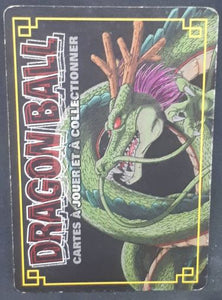 DRAGON BALL
CARTES À JOUER ET À COLLECTIONNER